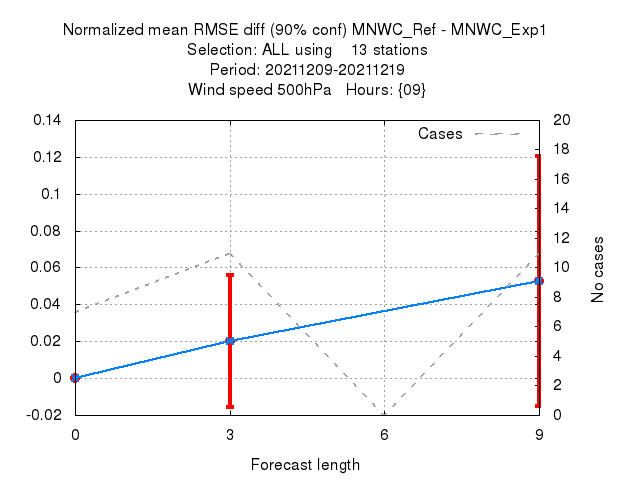 Normalized mean RMSE diff (90% conf) MNWC_Ref - MNWC_Exp1
Selection: ALL using    13 stations
Period: 20211209-20211219
Wind speed 500hPa   Hours: {09}
Cases
0.14
0.12
0.1
0.08
0.06
0.04
0.02
0
-0.02
20
18
16
14
12
10
8
6
4
2
0
No cases
0 3 6 9
Forecast length